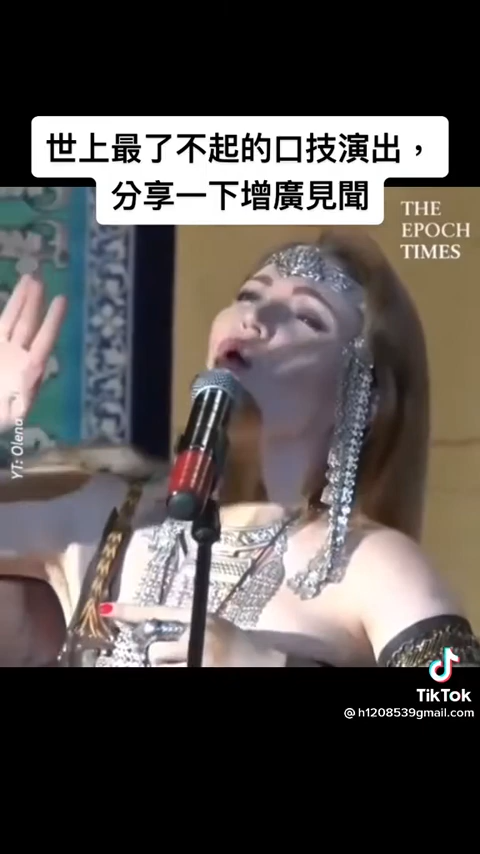 世上最了不起的口技演出，
分享一下增廣見聞
THE
EPOCH
TIMES
YT: Olena
TikTok
@ h1208539gmail.com